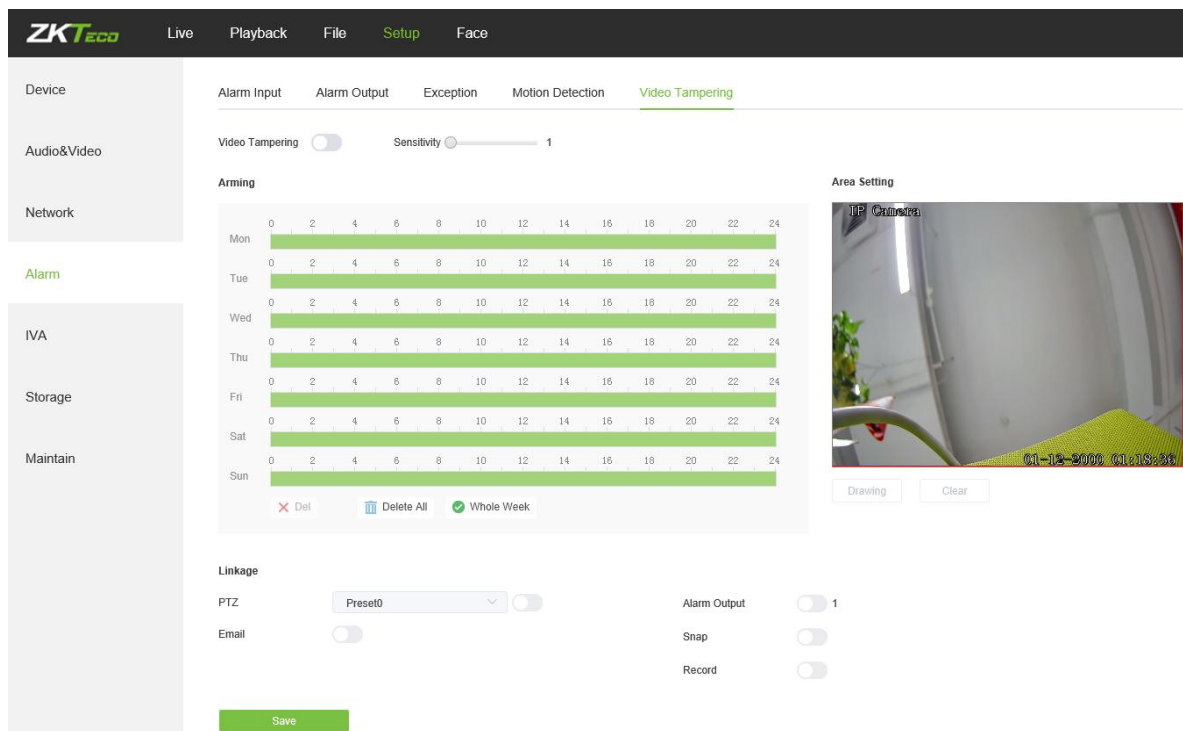 ZKTECO Live Playback File Setup Face
Device
Audio&Video
Network
Alarm
IVA
Storage
Maintain
Alarm Input Alarm Output Exception Motion Detection Video Tampering
Video Tampering Sensitivity 1
Arming
0 2 4 6 8 10 12 14 16 18 20 22 24
Mon
0 2 4 6 8 10 12 14 16 18 20 22 24
Tue
0 2 4 6 8 10 12 14 16 18 20 22 24
Wed
0 2 4 6 8 10 12 14 16 18 20 22 24
Thu
0 2 4 6 8 10 12 14 16 18 20 22 24
Fri
0 2 4 6 8 10 12 14 16 18 20 22 24
Sat
0 2 4 6 8 10 12 14 16 18 20 22 24
Sun
Del Delete All Whole Week
Area Setting
IP Camera
01-12-2000 01:18:36
Drawing Clear
Linkage
PTZ Preset0
Email
Alarm Output 1
Snap
Record
Save